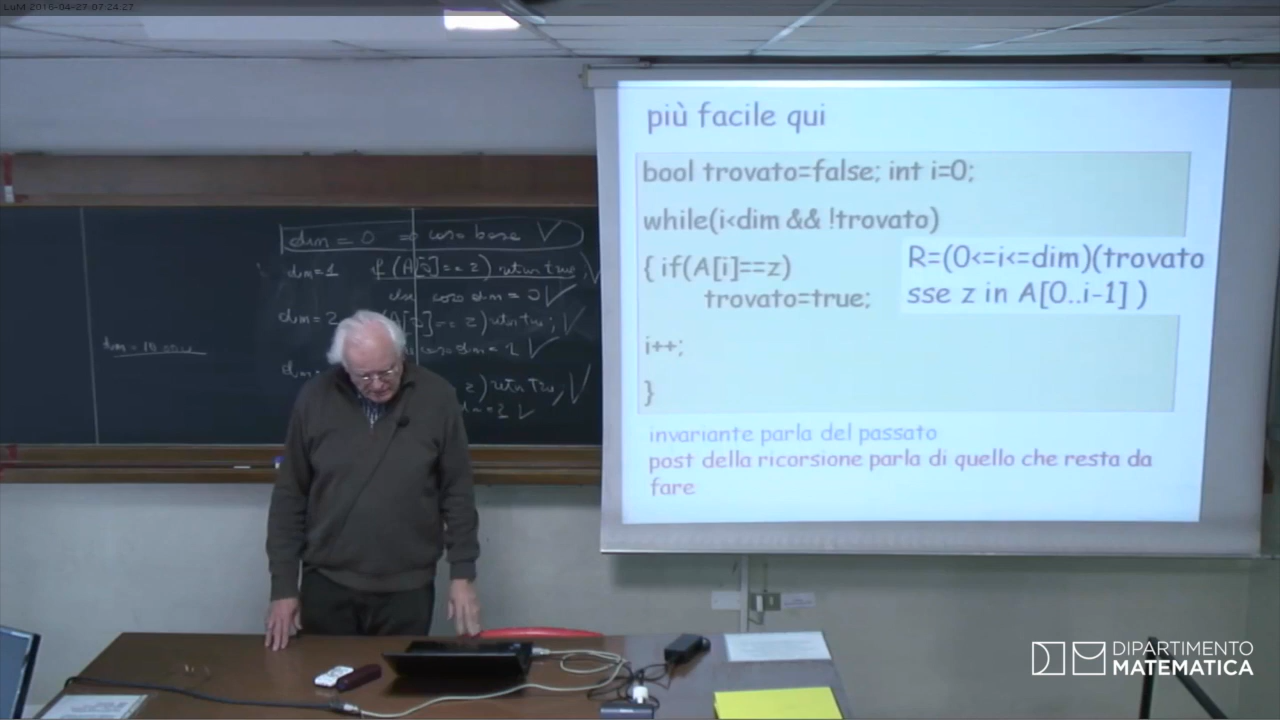 LuM 2016-04-27 07:24:27
più facile qui
bool trovato=false; int i=0;
while(i<dim && !trovato)
{ if(A[i]==z)
trovato=true;
R=(0<=i<=dim)(trovato
sse z in A[0..i-1] )
i++;
}
invariante parla del passato
post della ricorsione parla di quello che resta da
fare
dim = 0 => caso base
dim=1 if (A[0]==z) return true;
else caso dim = 0
dim=2
A[0]==z) return true;
caso dim=1
z) return true;
DIPARTIMENTO
MATEMATICA